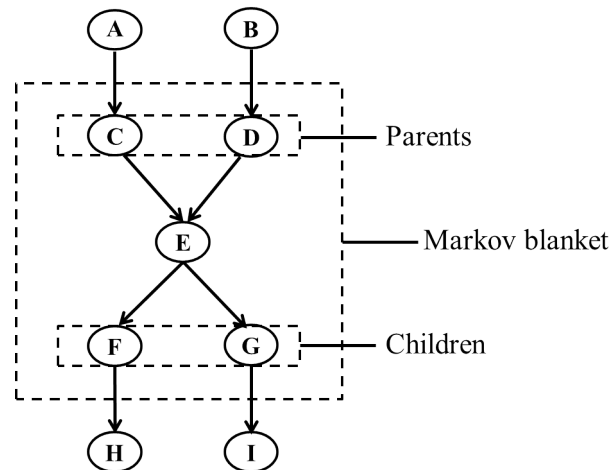 A B
C D Parents
E Markov blanket
F G Children
H I